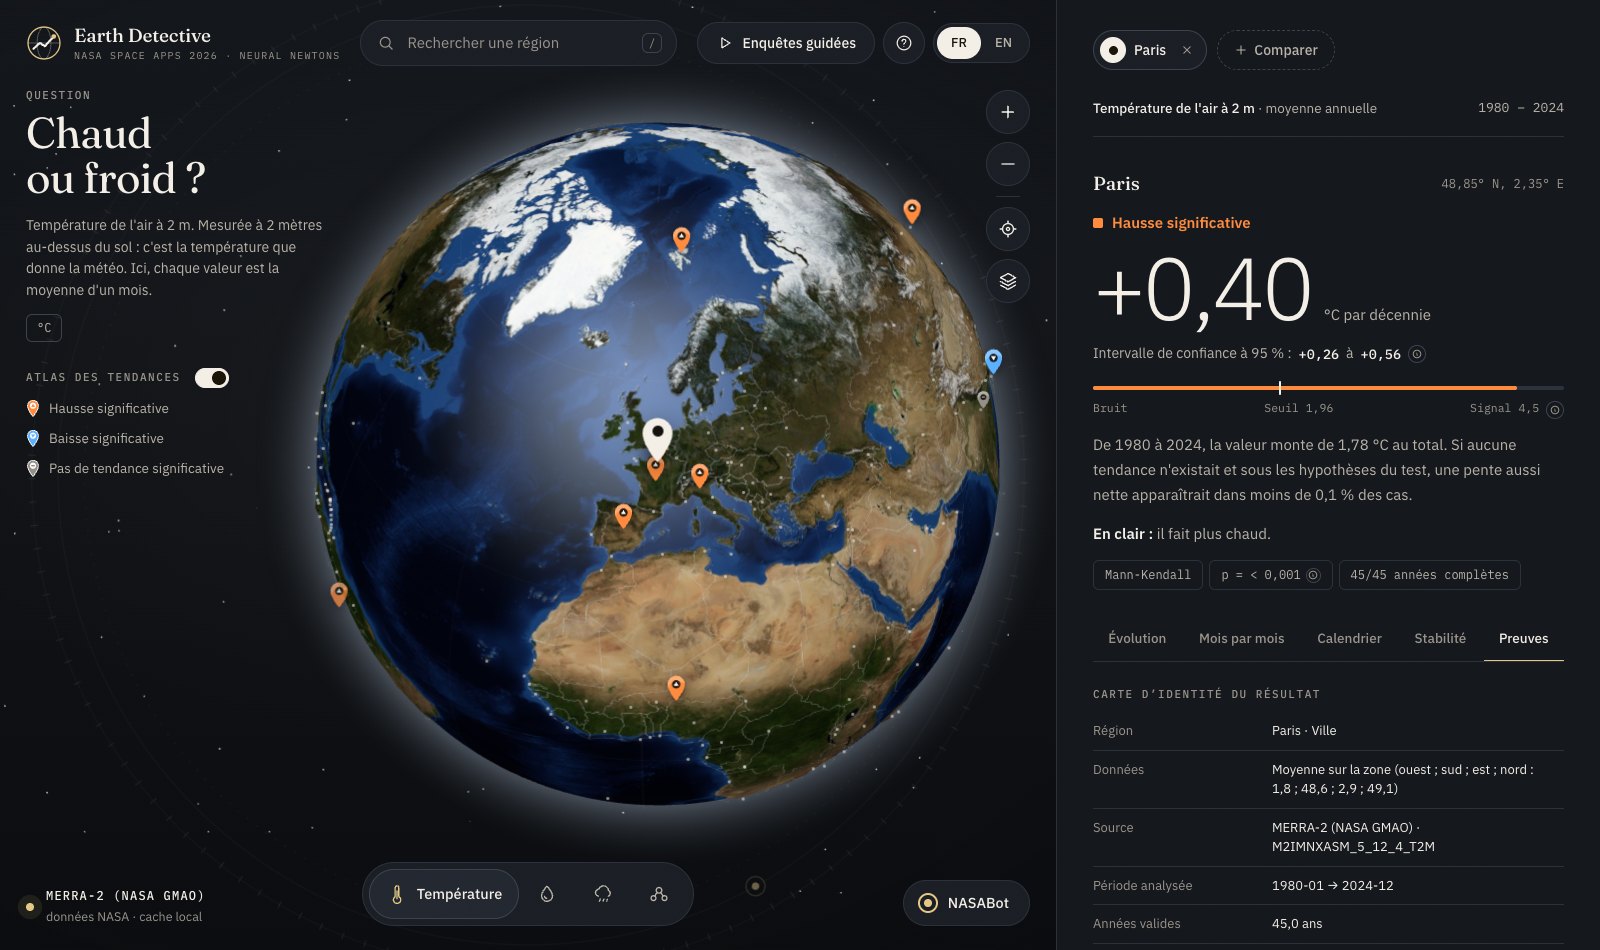 Earth Detective
NASA SPACE APPS 2026 · NEURAL NEWTONS
Rechercher une région
/
Enquêtes guidées
FR
EN
QUESTION
Chaud
ou froid ?
Température de l'air à 2 m. Mesurée à 2 mètres
au-dessus du sol : c'est la température que
donne la météo. Ici, chaque valeur est la
moyenne d'un mois.
°C
ATLAS DES TENDANCES
Hausse significative
Baisse significative
Pas de tendance significative
MERRA-2 (NASA GMAO)
données NASA · cache local
Température
NASABot
Paris
+ Comparer
Température de l'air à 2 m · moyenne annuelle
1980 – 2024
Paris
48,85° N, 2,35° E
Hausse significative
+0,40
°C par décennie
Intervalle de confiance à 95 % : +0,26 à +0,56
Bruit
Seuil 1,96
Signal 4,5
De 1980 à 2024, la valeur monte de 1,78 °C au total. Si aucune
tendance n'existait et sous les hypothèses du test, une pente aussi
nette apparaîtrait dans moins de 0,1 % des cas.
En clair : il fait plus chaud.
Mann-Kendall
p = < 0,001
45/45 années complètes
Évolution
Mois par mois
Calendrier
Stabilité
Preuves
CARTE D’IDENTITÉ DU RÉSULTAT
Région
Paris · Ville
Données
Moyenne sur la zone (ouest ; sud ; est ; nord :
1,8 ; 48,6 ; 2,9 ; 49,1)
Source
MERRA-2 (NASA GMAO) ·
M2IMNXASM_5_12_4_T2M
Période analysée
1980-01 → 2024-12
Années valides
45,0 ans